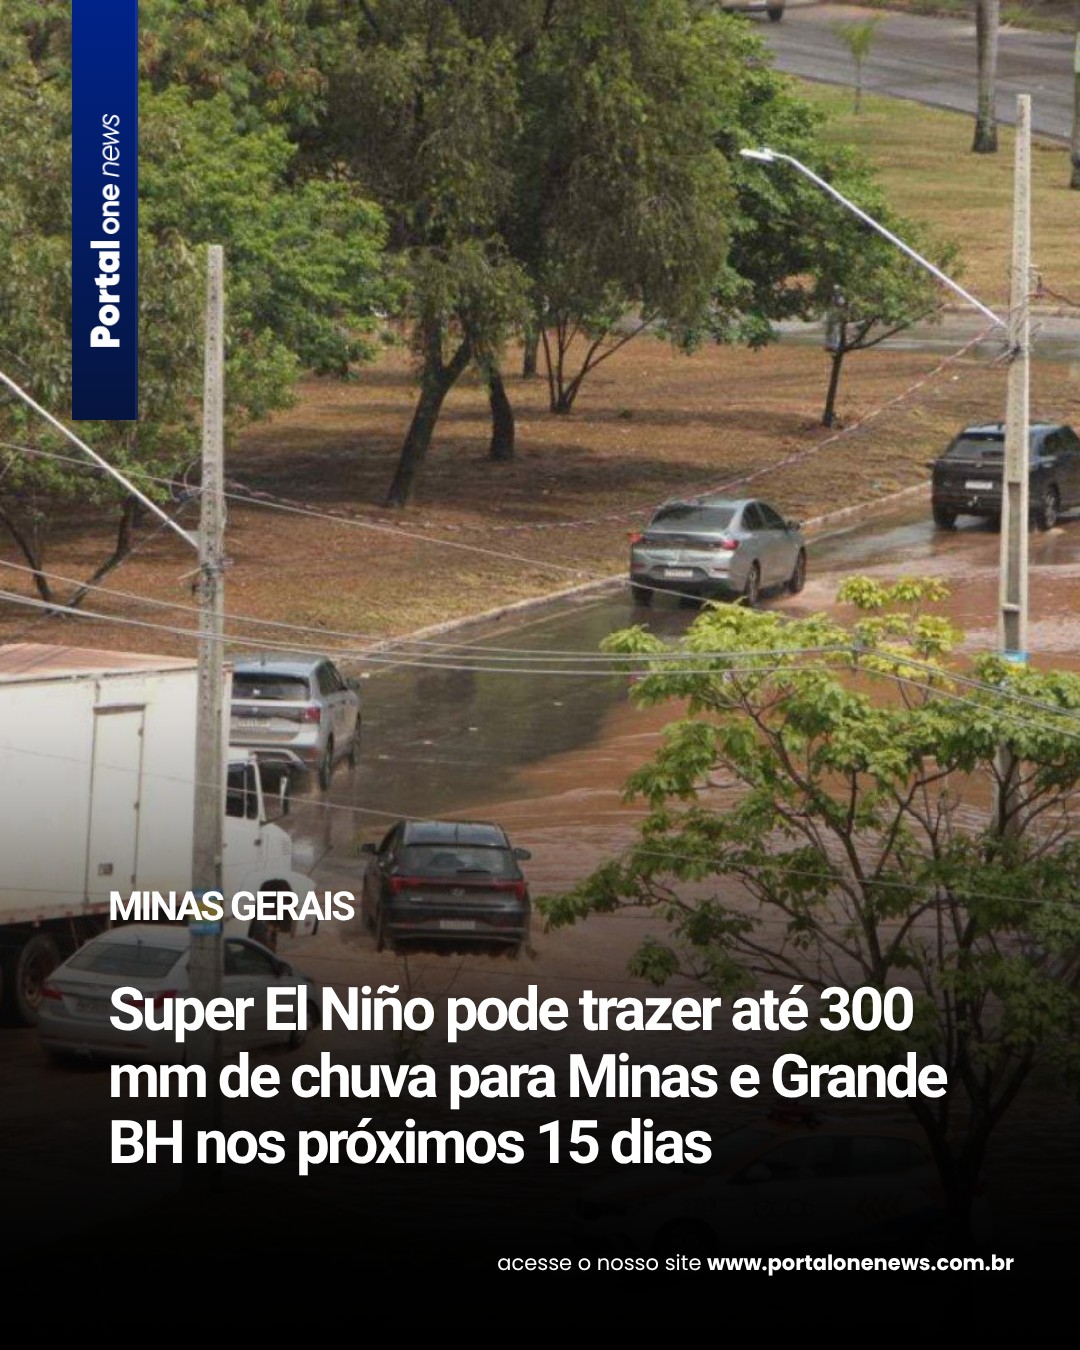 Portal one news
MINAS GERAIS
Super El Niño pode trazer até 300
mm de chuva para Minas e Grande
BH nos próximos 15 dias
acesse o nosso site www.portalonenews.com.br